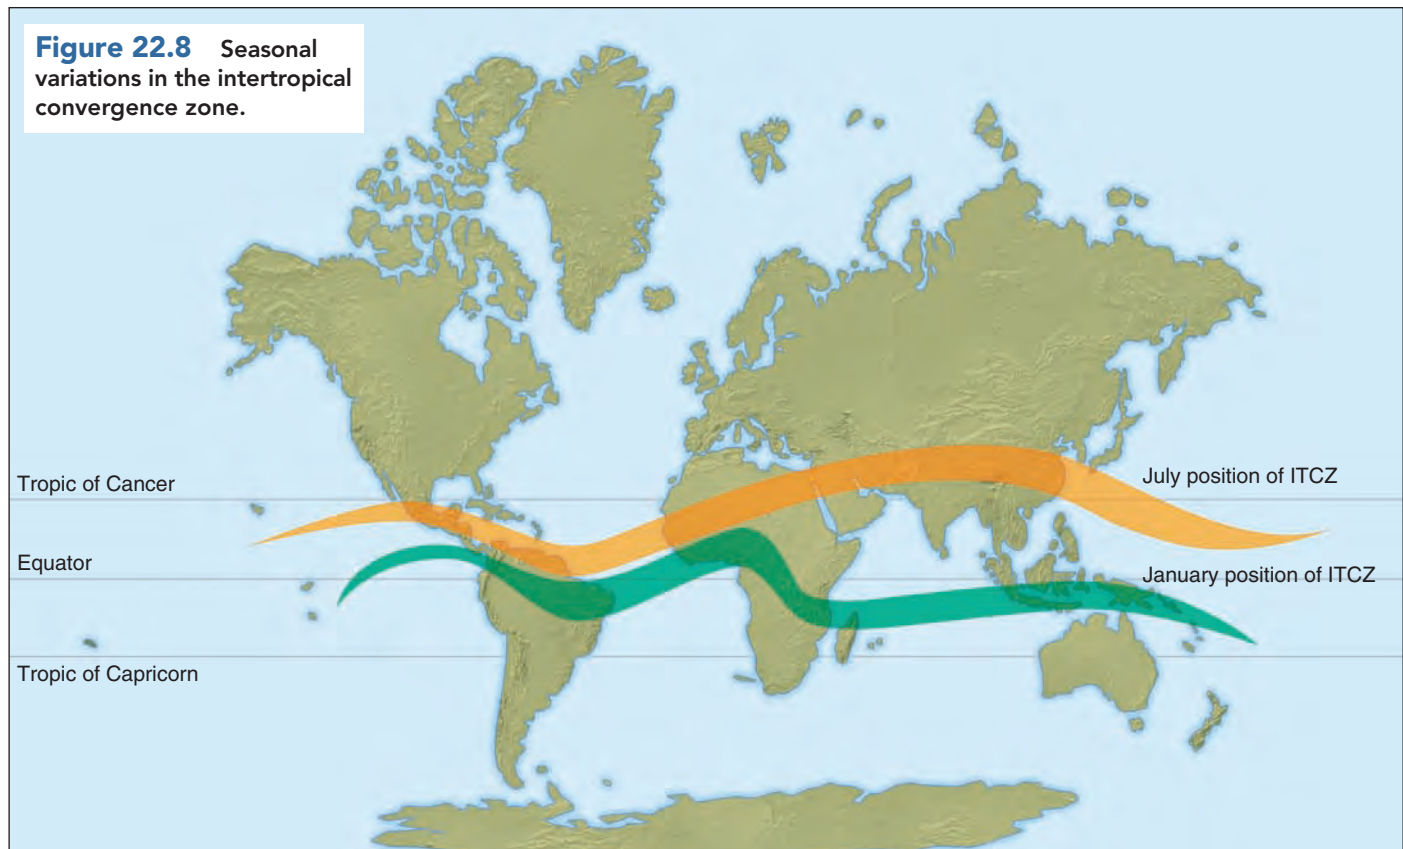 Figure 22.8 Seasonal
variations in the intertropical
convergence zone.
Tropic of Cancer
July position of ITCZ
Equator
January position of ITCZ
Tropic of Capricorn